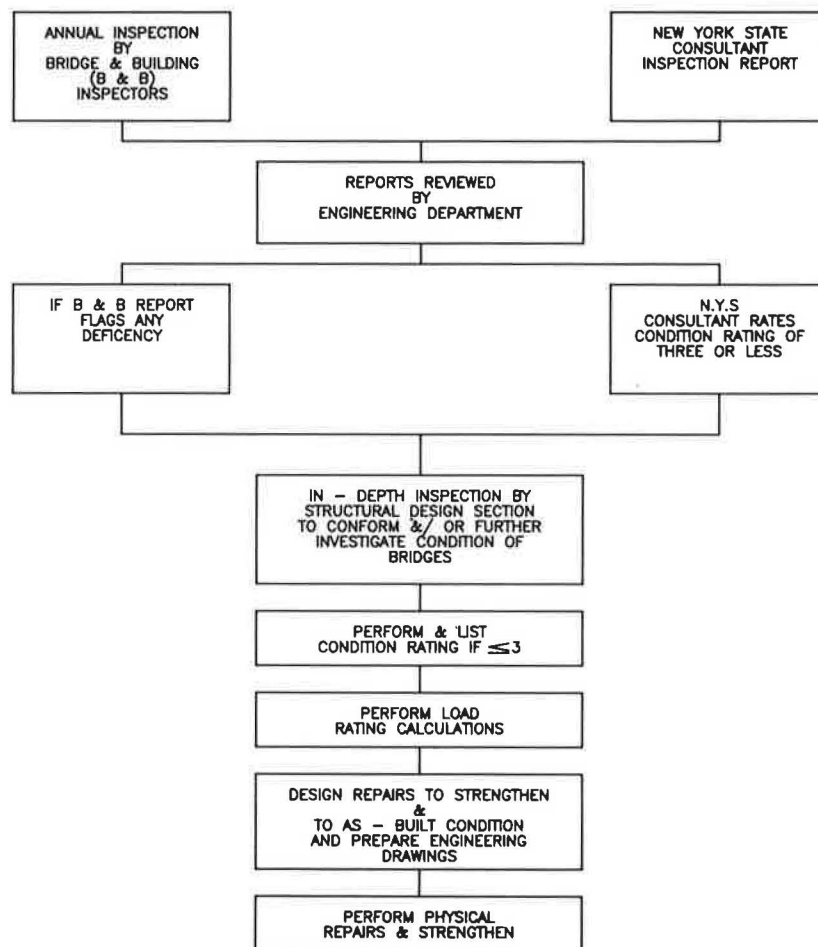 ANNUAL INSPECTION
BY
BRIDGE & BUILDING
(B & B)
INSPECTORS
NEW YORK STATE
CONSULTANT
INSPECTION REPORT
REPORTS REVIEWED
BY
ENGINEERING DEPARTMENT
IF B & B REPORT
FLAGS ANY
DEFICENCY
N.Y.S
CONSULTANT RATES
CONDITION RATING OF
THREE OR LESS
IN - DEPTH INSPECTION BY
STRUCTURAL DESIGN SECTION
TO CONFORM &/ OR FURTHER
INVESTIGATE CONDITION OF
BRIDGES
PERFORM & LIST
CONDITION RATING IF ≤3
PERFORM LOAD
RATING CALCULATIONS
DESIGN REPAIRS TO STRENGTHEN
&
TO AS - BUILT CONDITION
AND PREPARE ENGINEERING
DRAWINGS
PERFORM PHYSICAL
REPAIRS & STRENGTHEN